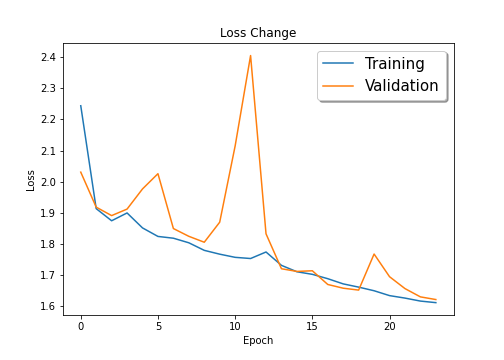 Loss Change
Training
Validation
2.4
2.3
2.2
2.1
2.0
1.9
1.8
1.7
1.6
Loss
0 5 10 15 20
Epoch